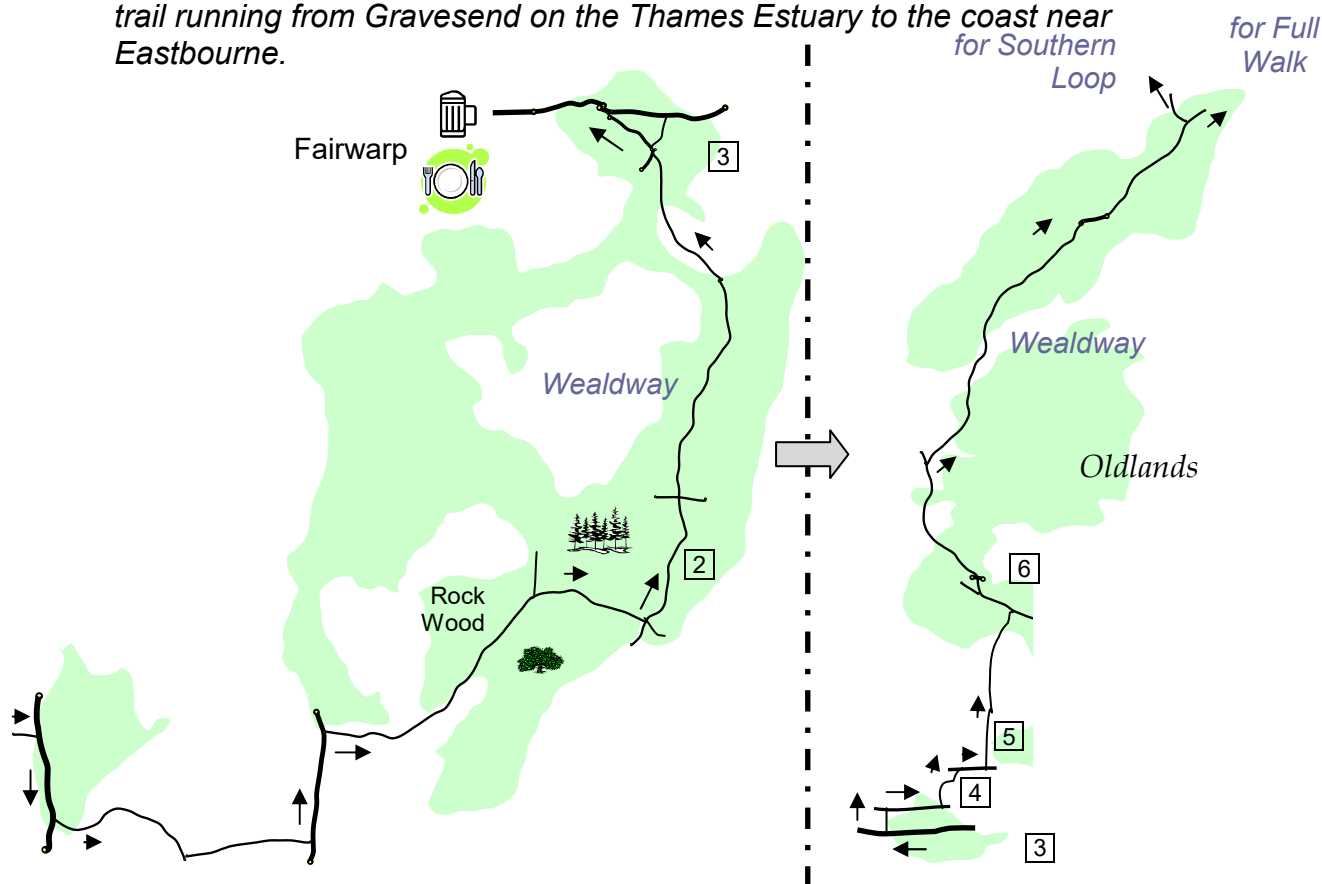 trail running from Gravesend on the Thames Estuary to the coast near
Eastbourne.
for Southern
Loop
for Full
Walk
Fairwarp
3
Wealdway
2
Rock
Wood
Wealdway
Oldlands
6
5
4
3